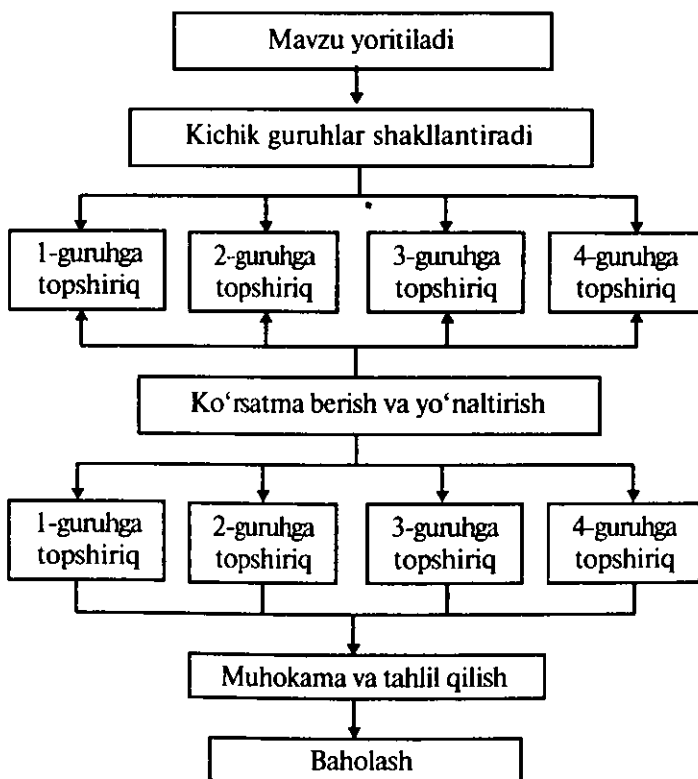 Mavzu yoritiladi
Kichik guruhlar shakllantiradi
1-guruhga
topshiriq
2-guruhga
topshiriq
3-guruhga
topshiriq
4-guruhga
topshiriq
Ko‘rsatma berish va yo‘naltirish
1-guruhga
topshiriq
2-guruhga
topshiriq
3-guruhga
topshiriq
4-guruhga
topshiriq
Muhokama va tahlil qilish
Baholash